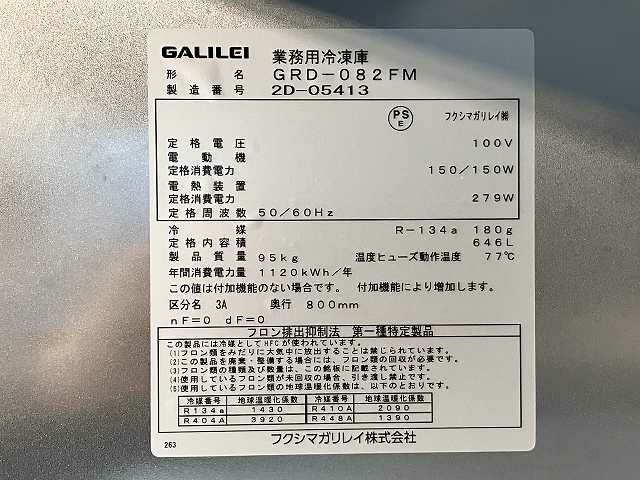 GALILEI 業務用冷凍庫
形名 GRD-082FM
製造番号 2D-05413
PS E フクシマガリレイ㈱
定格電圧 100V
電動機
定格消費電力 150/150W
電熱装置
定格消費電力 279W
定格周波数 50/60Hz
冷媒 R-134a 180g
定格内容積 646L
製品質量 95kg 温度ヒューズ動作温度 77℃
年間消費電力量 1120kWh/年
この値は付加機能のない場合です。 付加機能により増加します。
区分名 3A 奥行 800mm
nF=0 dF=0
フロン排出抑制法 第一種特定製品
この製品には冷媒としてHFCが使われています。
(1)フロン類をみだりに大気中に放出することは禁じられています。
(2)この製品を廃棄・整備する場合には、フロン類の回収が必要です。
(3)フロン類の種類及び数量は、この銘板に記載されています。
(4)使用しているフロン類が未回収の場合、引き渡し禁止です。
(5)使用しているフロン類の地球温暖化係数は、以下のとおりです。
冷媒番号 地球温暖化係数 冷媒番号 地球温暖化係数
R134a 1430 R410A 2090
R404A 3920 R448A 1390
263 フクシマガリレイ株式会社